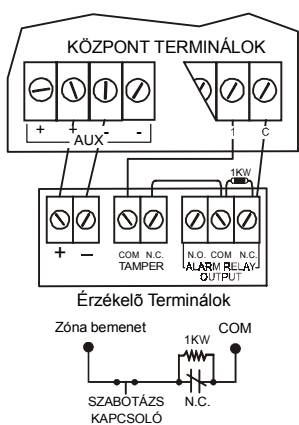 KÖZPONT TERMINÁLOK
+ + - - 1 C
AUX
1KW
+ – COM N.C. N.O. COM N.C.
TAMPER ALARM RELAY
OUTPUT
Érzékelõ Terminálok
Zóna bemenet COM
1KW
SZABOTÁZS N.C.
KAPCSOLÓ